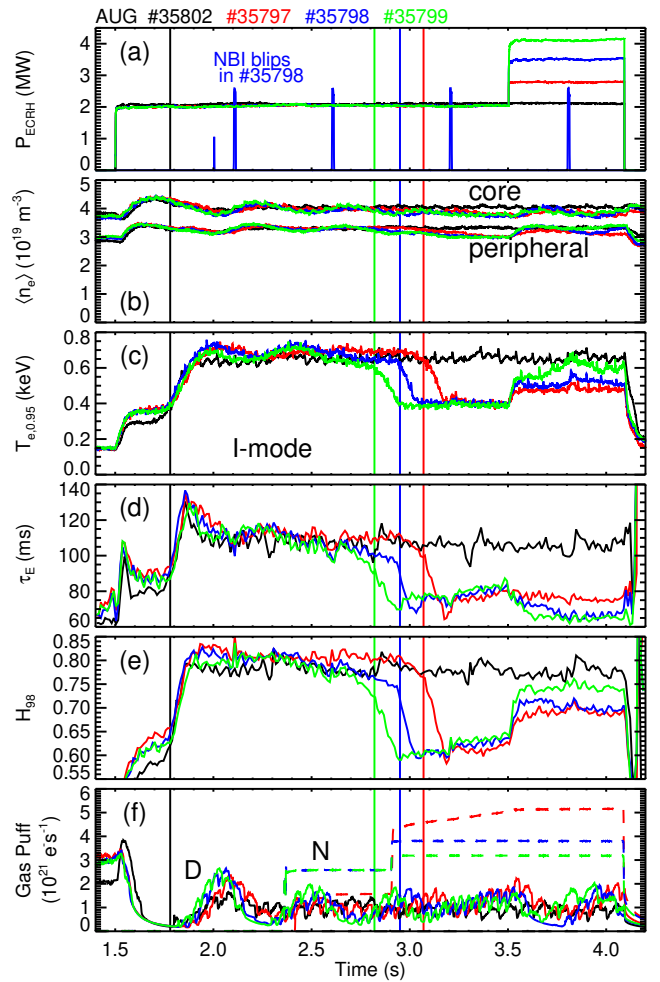 AUG #35802 #35797 #35798 #35799
(a)
NBI blips
in #35798
P_ECRH (MW)
4
3
2
1
0
(b)
core
peripheral
⟨n_e⟩ (10^19 m^-3)
5
4
3
2
1
0
(c)
I-mode
T_e,0.95 (keV)
0.8
0.6
0.4
0.2
0.0
(d)
τ_E (ms)
140
120
100
80
60
(e)
H_98
0.85
0.80
0.75
0.70
0.65
0.60
0.55
(f)
D
N
Gas Puff
(10^21 e·s^-1)
6
5
4
3
2
1
0
1.5 2.0 2.5 3.0 3.5 4.0
Time (s)